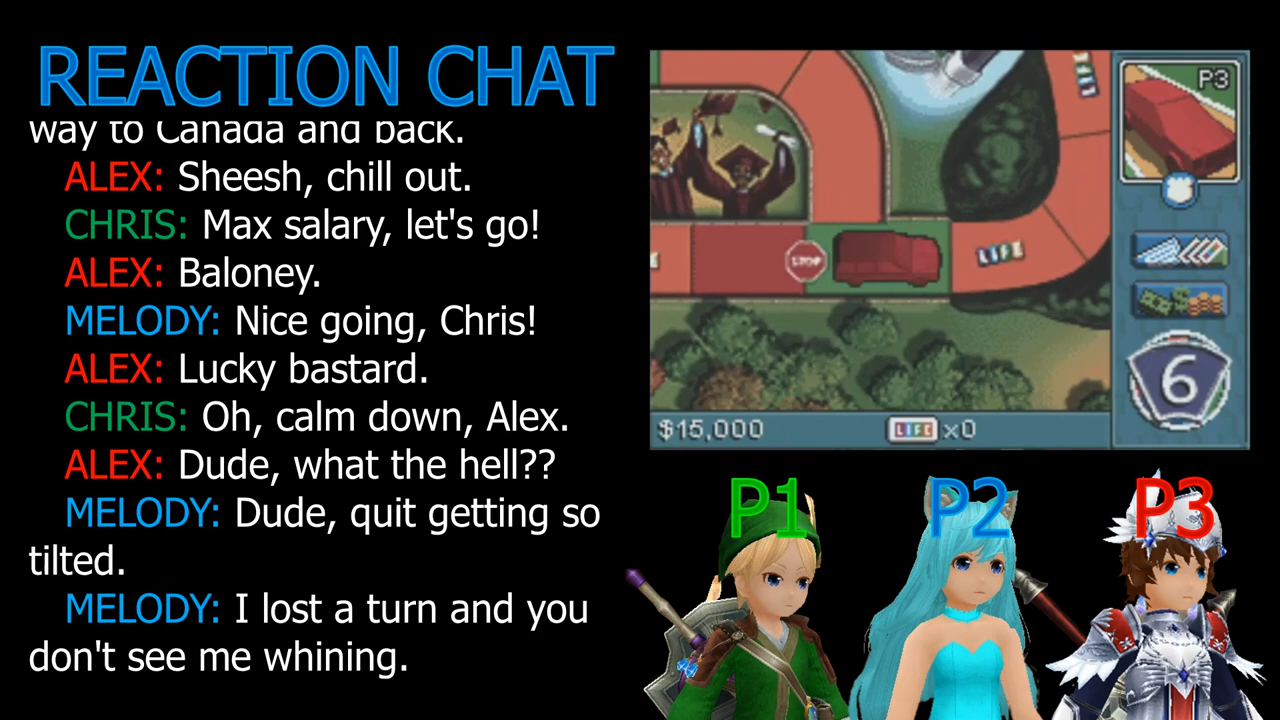 REACTION CHAT
way to Canada and back.
ALEX: Sheesh, chill out.
CHRIS: Max salary, let's go!
ALEX: Baloney.
MELODY: Nice going, Chris!
ALEX: Lucky bastard.
CHRIS: Oh, calm down, Alex.
ALEX: Dude, what the hell??
MELODY: Dude, quit getting so
tilted.
MELODY: I lost a turn and you
don't see me whining.
LIFE
P3
STOP
LIFE
6
$15,000
LIFE x0
P1
P2
P3